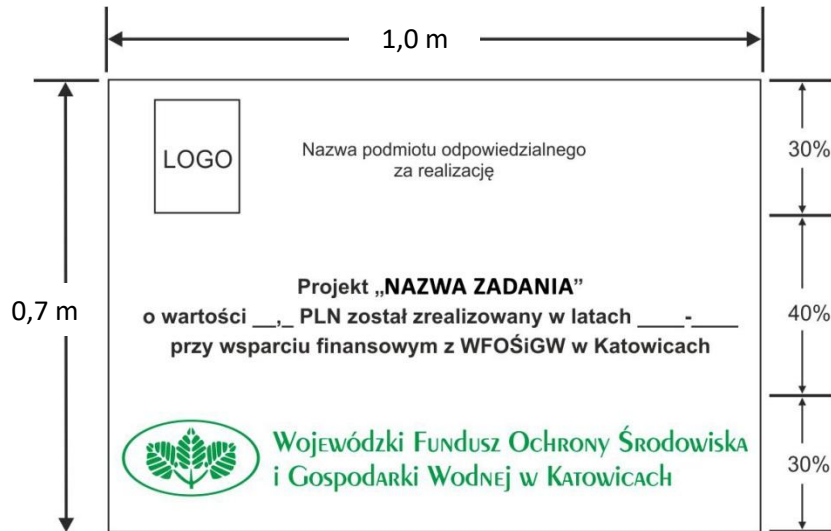 1,0 m
LOGO
Nazwa podmiotu odpowiedzialnego
za realizację
30%
Projekt „NAZWA ZADANIA”
0,7 m
o wartości __,_ PLN został zrealizowany w latach ____-____
40%
przy wsparciu finansowym z WFOŚiGW w Katowicach
Wojewódzki Fundusz Ochrony Środowiska
i Gospodarki Wodnej w Katowicach
30%